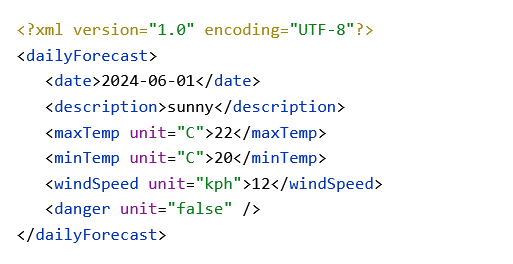 <?xml version="1.0" encoding="UTF-8"?>
<dailyForecast>
<date>2024-06-01</date>
<description>sunny</description>
<maxTemp unit="C">22</maxTemp>
<minTemp unit="C">20</minTemp>
<windSpeed unit="kph">12</windSpeed>
<danger unit="false" />
</dailyForecast>